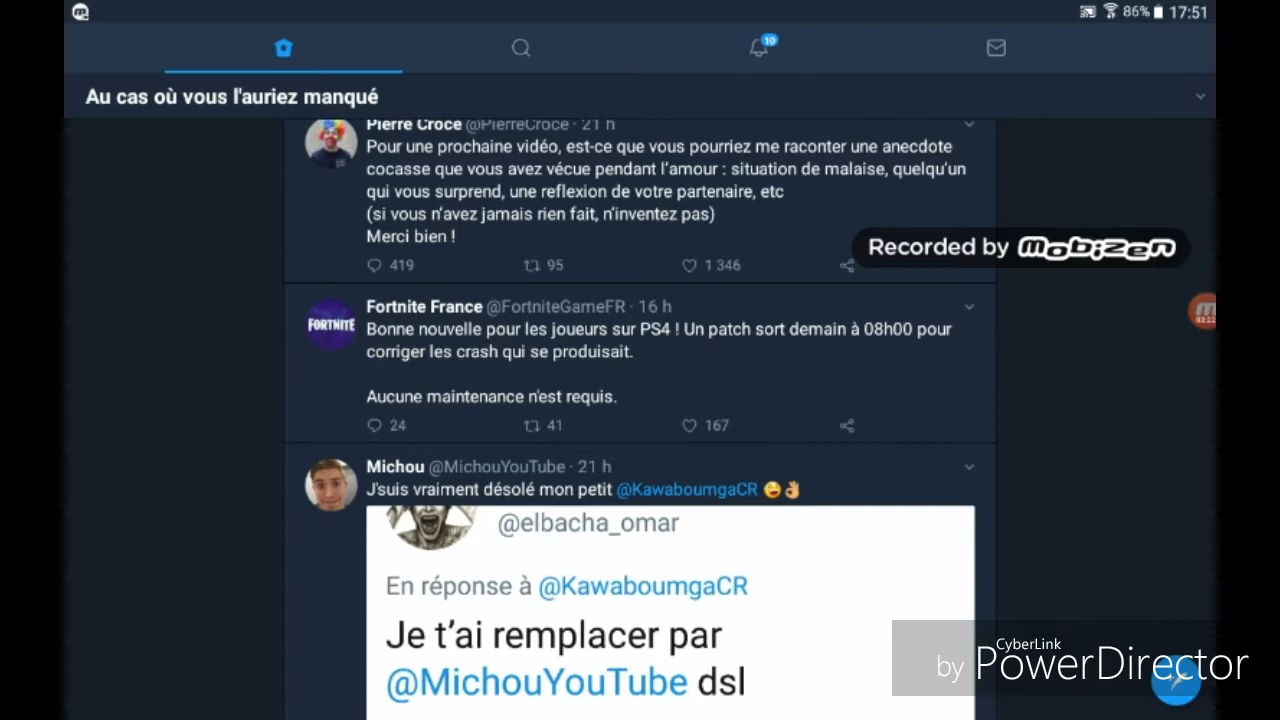 86% 17:51
10
Au cas où vous l'auriez manqué
Pierre Croce @PierreCroce · 21 h
Pour une prochaine vidéo, est-ce que vous pourriez me raconter une anecdote
cocasse que vous avez vécue pendant l'amour : situation de malaise, quelqu'un
qui vous surprend, une reflexion de votre partenaire, etc
(si vous n'avez jamais rien fait, n'inventez pas)
Merci bien !
Recorded by MOBIZEN
419 95 1 346
03:22
Fortnite France @FortniteGameFR · 16 h
FORTNITE
Bonne nouvelle pour les joueurs sur PS4 ! Un patch sort demain à 08h00 pour
corriger les crash qui se produisait.
Aucune maintenance n'est requis.
24 41 167
Michou @MichouYouTube · 21 h
J'suis vraiment désolé mon petit @KawaboumgaCR 😅👌
@elbacha_omar
En réponse à @KawaboumgaCR
Je t'ai remplacer par
@MichouYouTube dsl
CyberLink
by PowerDirector